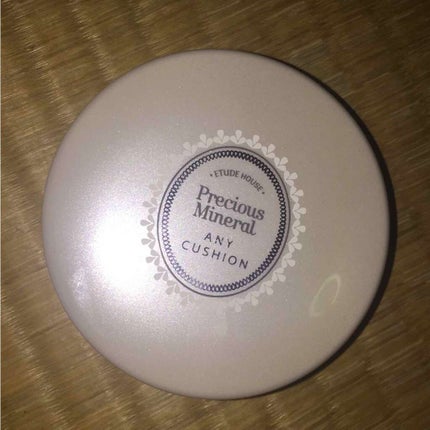 • ETUDE HOUSE •
Precious
Mineral
ANY
CUSHION